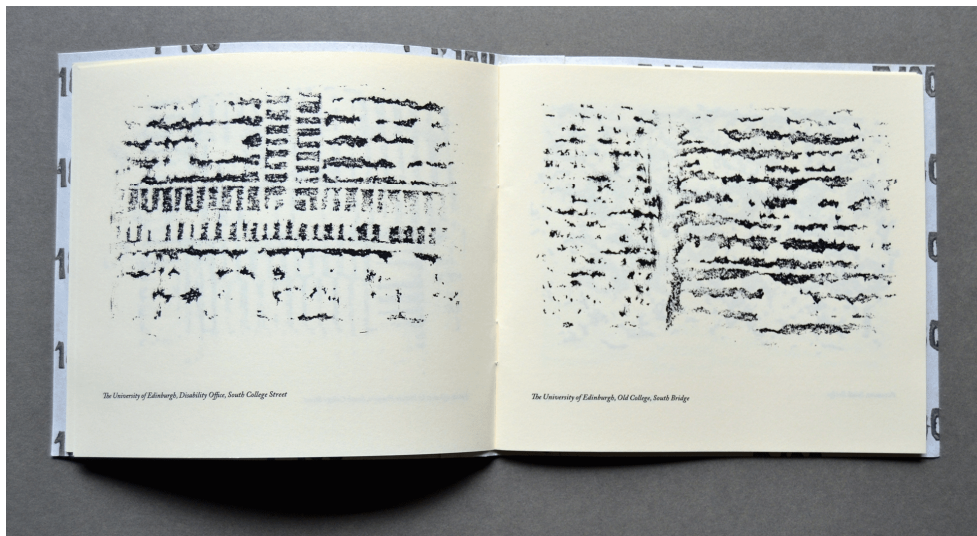 The University of Edinburgh, Disability Office, South College Street
The University of Edinburgh, Old College, South Bridge